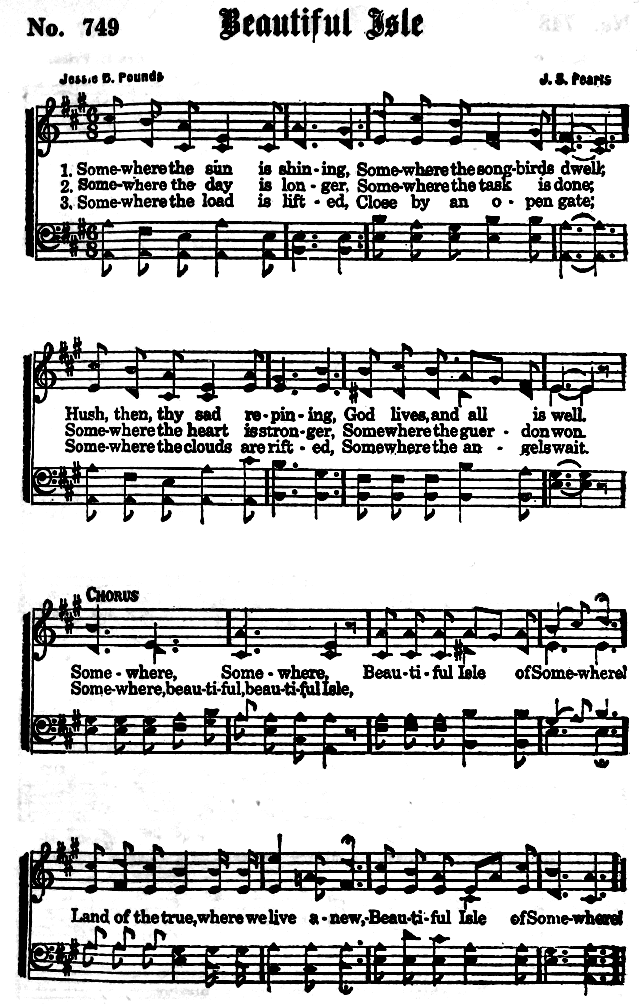 No. 749
Beautiful Isle
Jessie B. Pounds
J. S. Fearis
1. Some-where the sun is shin-ing, Some-where the song-birds dwell;
2. Some-where the day is lon-ger, Some-where the task is done;
3. Some-where the load is lift-ed, Close by an o-pen gate;
Hush, then, thy sad re-pin-ing, God lives, and all is well.
Some-where the heart is stron-ger, Somewhere the guer-don won.
Some-where the clouds are rift-ed, Somewhere the an-gels wait.
CHORUS
Some-where, Some-where, Beau-ti-ful Isle of Some-where!
Some-where, beau-ti-ful, beau-ti-ful Isle,
Land of the true, where we live a-new,-Beau-ti-ful Isle of Some-where!